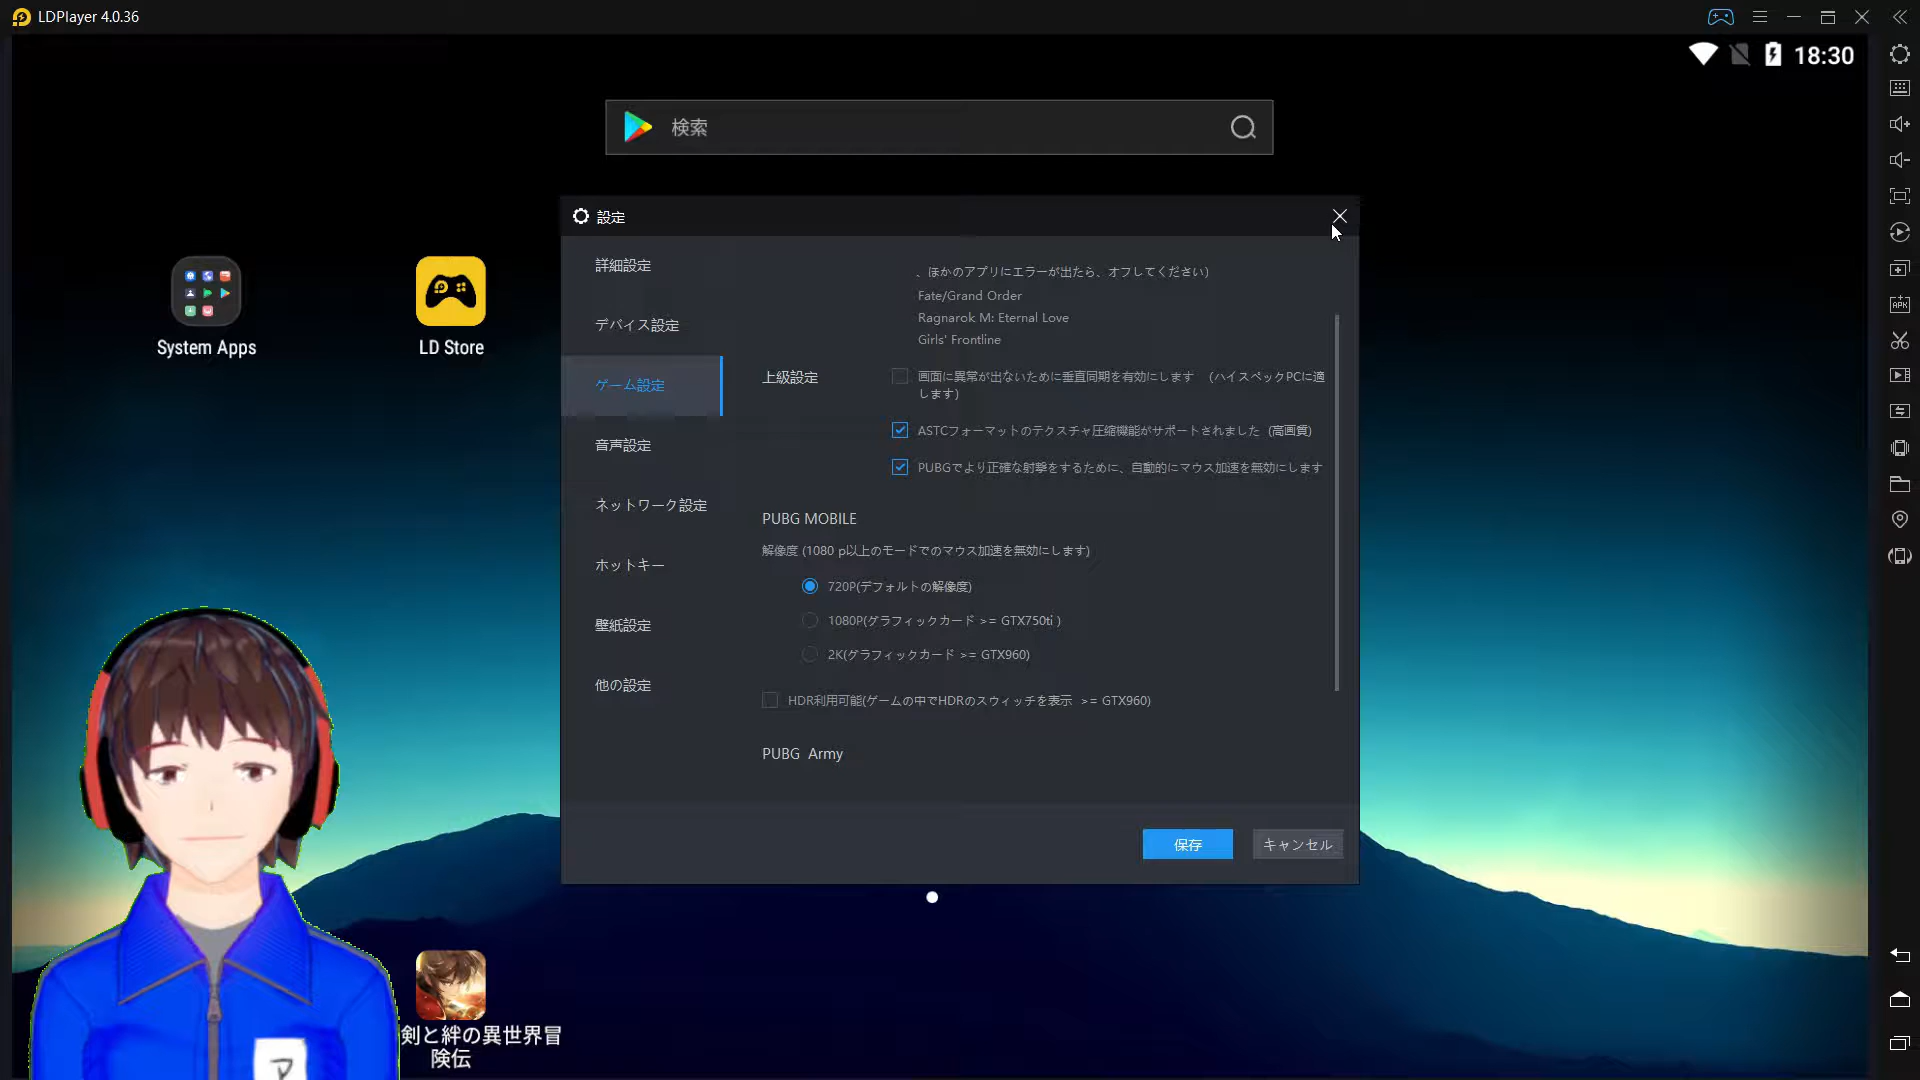 LDPlayer 4.0.36
18:30
検索
設定
詳細設定
デバイス設定
ゲーム設定
音声設定
ネットワーク設定
ホットキー
壁紙設定
他の設定
、ほかのアプリにエラーが出たら、オフしてください)
Fate/Grand Order
Ragnarok M: Eternal Love
Girls' Frontline
上級設定
画面に異常が出ないために垂直同期を有効にします (ハイスペックPCに適
します)
ASTCフォーマットのテクスチャ圧縮機能がサポートされました (高画質)
PUBGでより正確な射撃をするために、自動的にマウス加速を無効にします
PUBG MOBILE
解像度 (1080 p以上のモードでのマウス加速を無効にします)
720P(デフォルトの解像度)
1080P(グラフィックカード >= GTX750ti )
2K(グラフィックカード >= GTX960)
HDR利用可能(ゲームの中でHDRのスウィッチを表示 >= GTX960)
PUBG Army
保存
キャンセル
System Apps
LD Store
剣と絆の異世界冒
険伝
ア
APK